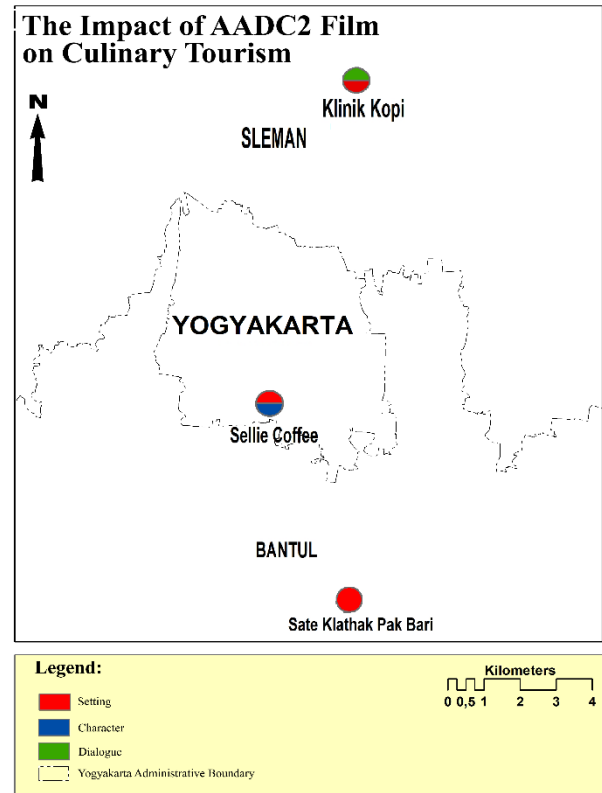 The Impact of AADC2 Film
on Culinary Tourism
N
Klinik Kopi
SLEMAN
YOGYAKARTA
Sellie Coffee
BANTUL
Sate Klathak Pak Bari
Legend:
Setting
Character
Dialogue
Yogyakarta Administrative Boundary
Kilometers
0 0,5 1 2 3 4